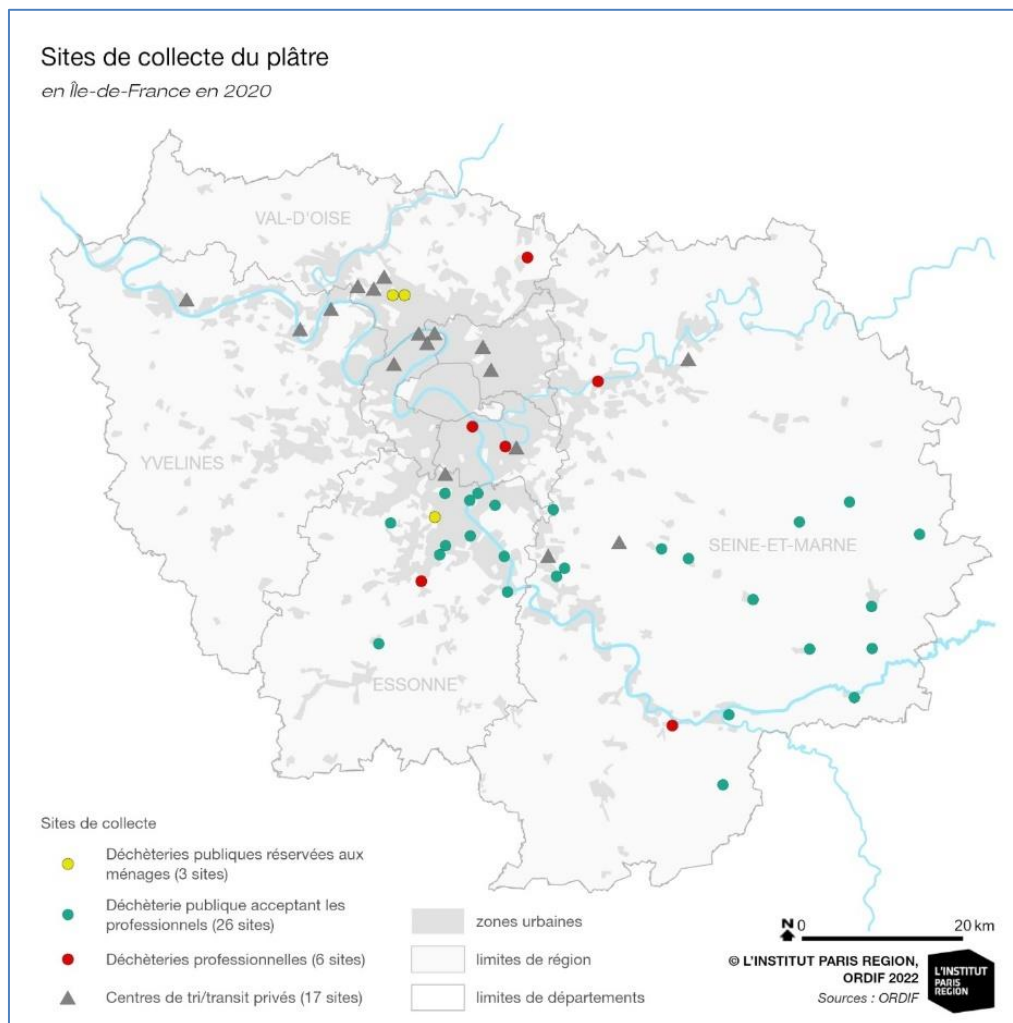 Sites de collecte du plâtre
en Île-de-France en 2020
VAL-D'OISE
YVELINES
SEINE-ET-MARNE
ESSONNE
Sites de collecte
Déchèteries publiques réservées aux
ménages (3 sites)
Déchèterie publique acceptant les
professionnels (26 sites)
Déchèteries professionnelles (6 sites)
Centres de tri/transit privés (17 sites)
zones urbaines
limites de région
limites de départements
N 0 20 km
© L'INSTITUT PARIS REGION,
ORDIF 2022
Sources : ORDIF
L'INSTITUT
PARIS
REGION